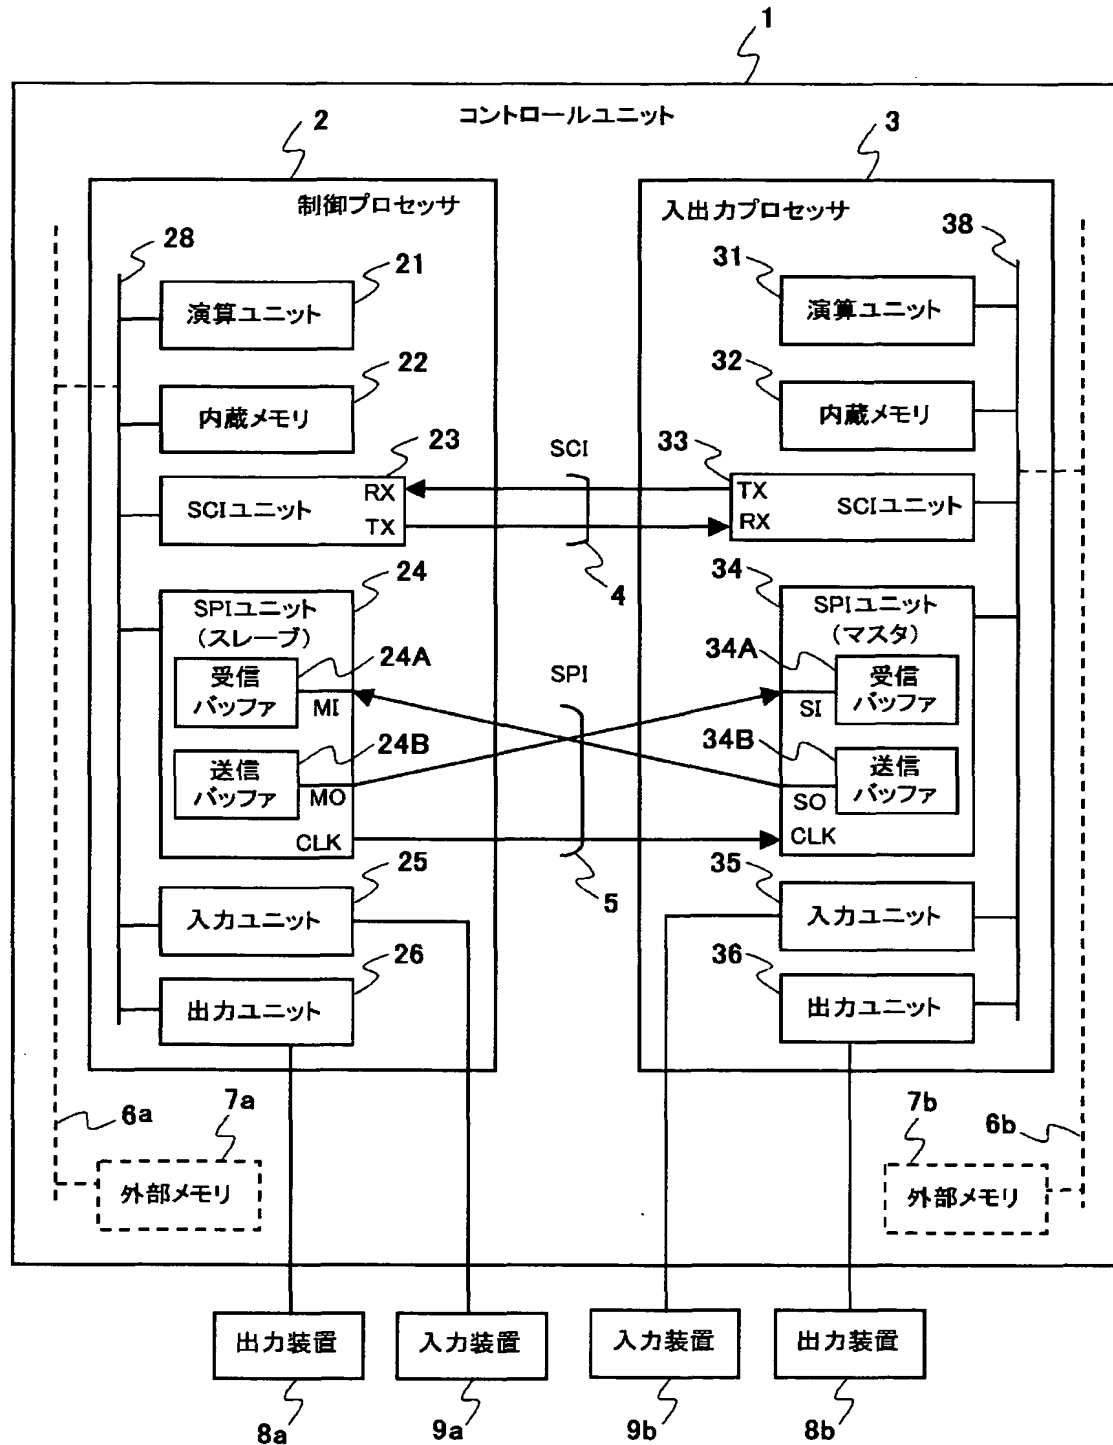 1
コントロールユニット
2
制御プロセッサ
28
21
演算ユニット
22
内蔵メモリ
23
SCIユニット
RX
TX
24
SPIユニット
(スレーブ)
24A
受信
バッファ
MI
24B
送信
バッファ
MO
CLK
25
入力ユニット
26
出力ユニット
SCI
4
SPI
5
3
入出力プロセッサ
38
31
演算ユニット
32
内蔵メモリ
33
TX
RX
SCIユニット
34
SPIユニット
(マスタ)
34A
受信
バッファ
SI
34B
送信
バッファ
SO
CLK
35
入力ユニット
36
出力ユニット
6a
7a
外部メモリ
7b
6b
外部メモリ
出力装置
入力装置
入力装置
出力装置
8a
9a
9b
8b